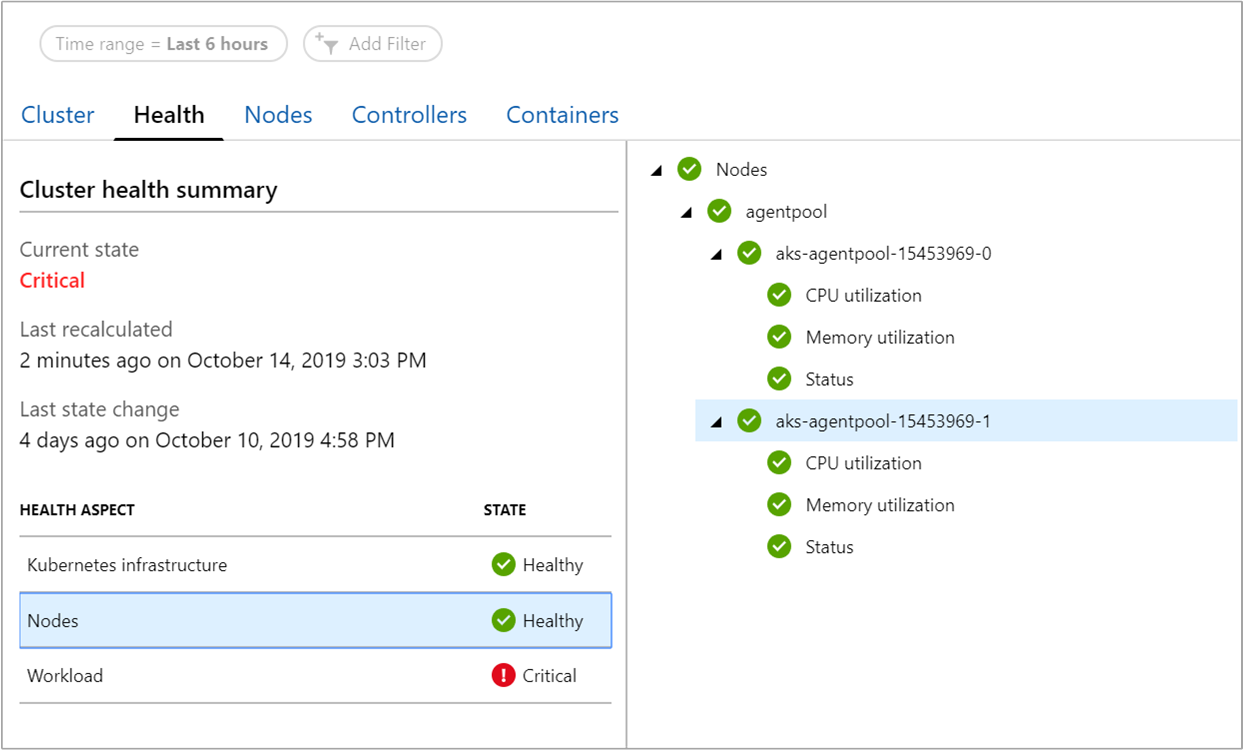 Time range = Last 6 hours
Add Filter
Cluster
Health
Nodes
Controllers
Containers
Cluster health summary
Current state
Critical
Last recalculated
2 minutes ago on October 14, 2019 3:03 PM
Last state change
4 days ago on October 10, 2019 4:58 PM
HEALTH ASPECT STATE
Kubernetes infrastructure Healthy
Nodes Healthy
Workload Critical
Nodes
agentpool
aks-agentpool-15453969-0
CPU utilization
Memory utilization
Status
aks-agentpool-15453969-1
CPU utilization
Memory utilization
Status